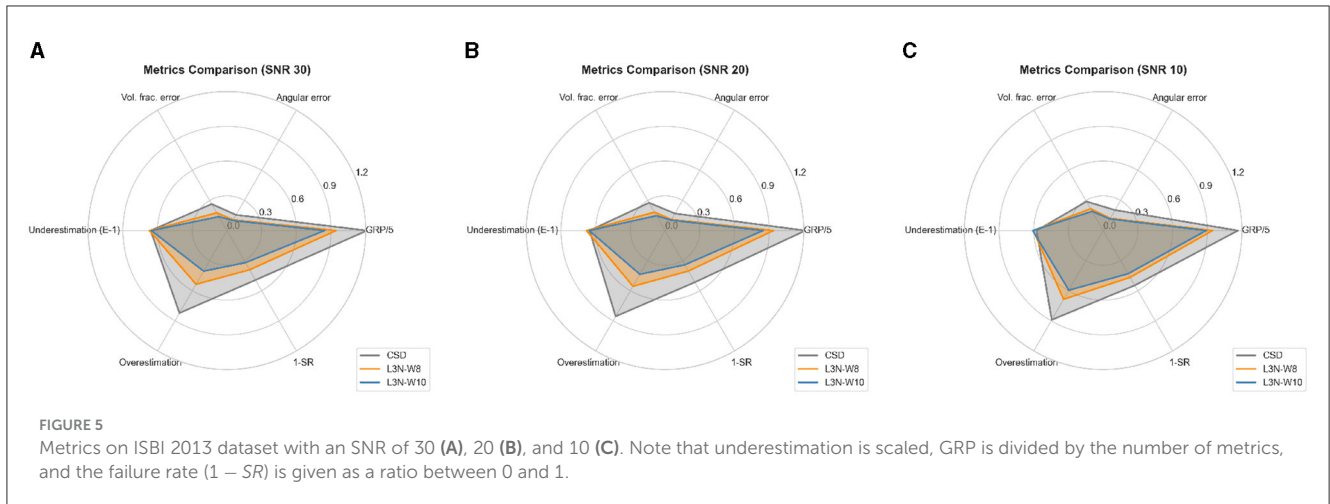 A
Metrics Comparison (SNR 30)
Vol. frac. error
Angular error
1.2
0.9
0.6
0.3
0.0
Underestimation (E-1)
GRP/5
Overestimation
1-SR
CSD
L3N-W8
L3N-W10
B
Metrics Comparison (SNR 20)
Vol. frac. error
Angular error
1.2
0.9
0.6
0.3
0.0
Underestimation (E-1)
GRP/5
Overestimation
1-SR
CSD
L3N-W8
L3N-W10
C
Metrics Comparison (SNR 10)
Vol. frac. error
Angular error
1.2
0.9
0.6
0.3
0.0
Underestimation (E-1)
GRP/5
Overestimation
1-SR
CSD
L3N-W8
L3N-W10
FIGURE 5
Metrics on ISBI 2013 dataset with an SNR of 30 (A), 20 (B), and 10 (C). Note that underestimation is scaled, GRP is divided by the number of metrics,
and the failure rate (1 − SR) is given as a ratio between 0 and 1.